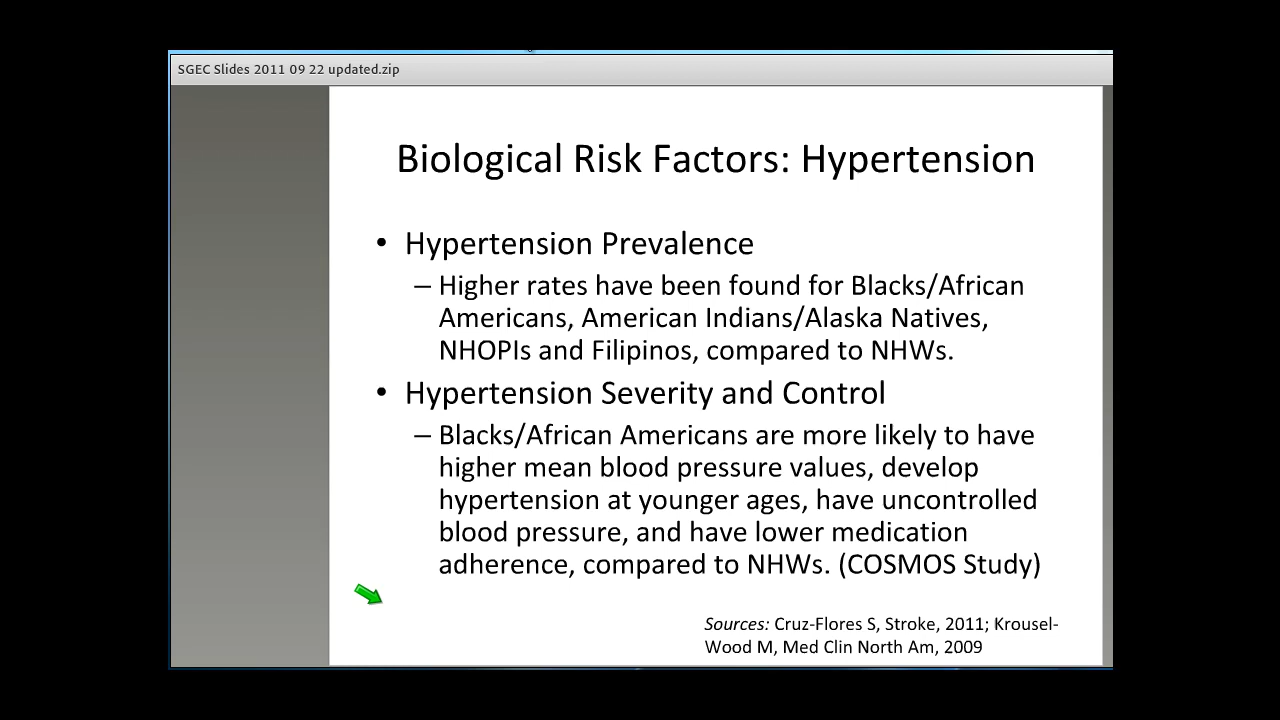 SGEC Slides 2011 09 22 updated.zip
Biological Risk Factors: Hypertension
• Hypertension Prevalence
– Higher rates have been found for Blacks/African
Americans, American Indians/Alaska Natives,
NHOPIs and Filipinos, compared to NHWs.
• Hypertension Severity and Control
– Blacks/African Americans are more likely to have
higher mean blood pressure values, develop
hypertension at younger ages, have uncontrolled
blood pressure, and have lower medication
adherence, compared to NHWs. (COSMOS Study)
Sources: Cruz-Flores S, Stroke, 2011; Krousel-
Wood M, Med Clin North Am, 2009